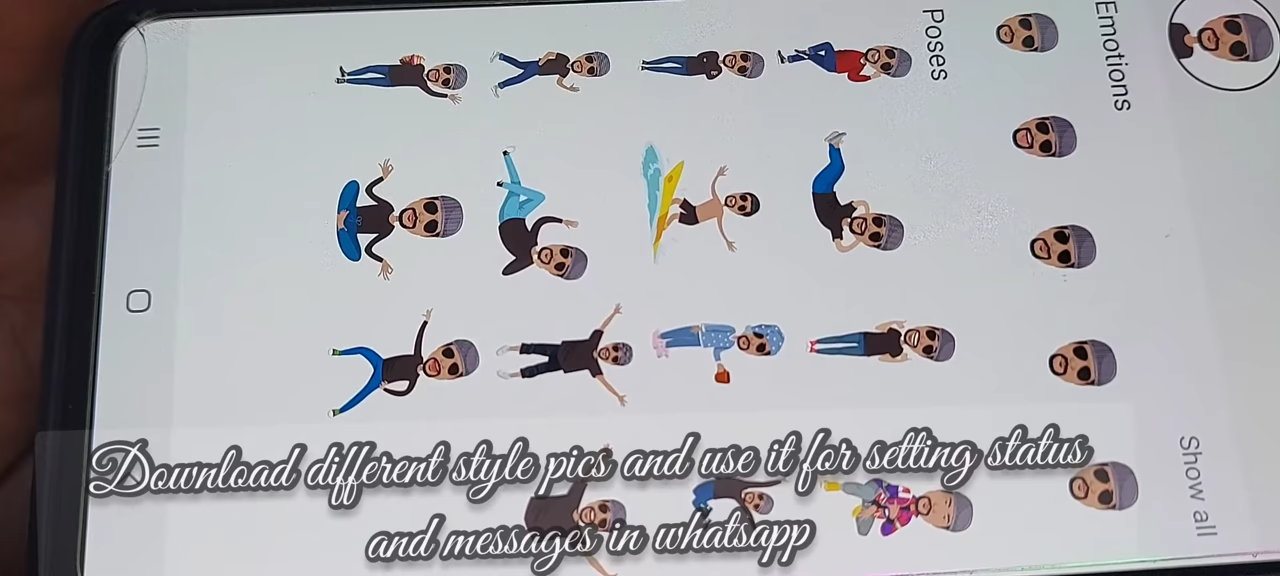 Emotions
Show all
Poses
Download different style pics and use it for setting status
and messages in whatsapp